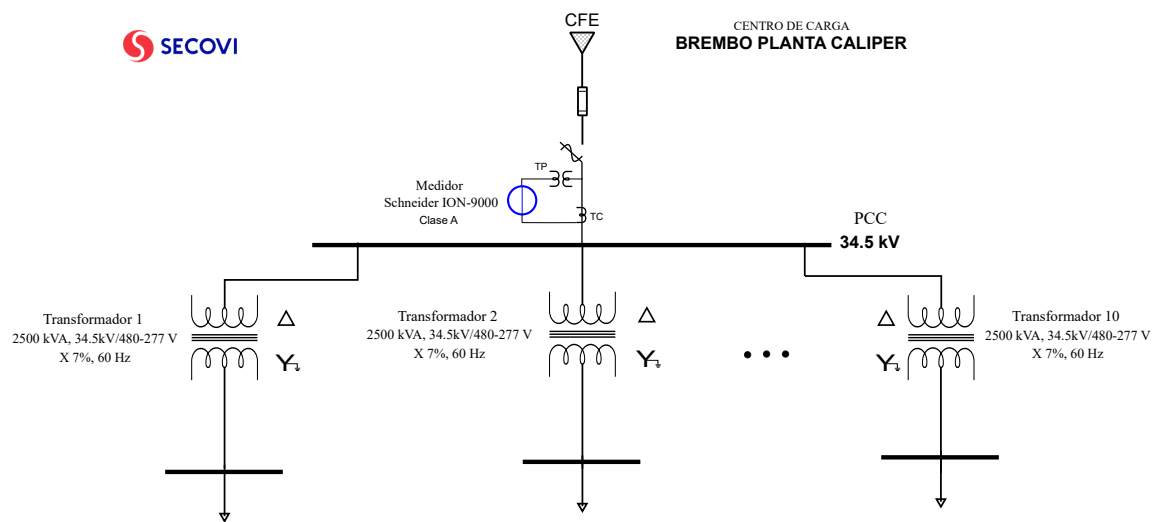 SECOVI
CFE
CENTRO DE CARGA
BREMBO PLANTA CALIPER
TP
Medidor
Schneider ION-9000
Clase A
TC
PCC
34.5 kV
Transformador 1
2500 kVA, 34.5kV/480-277 V
X 7%, 60 Hz
Transformador 2
2500 kVA, 34.5kV/480-277 V
X 7%, 60 Hz
Transformador 10
2500 kVA, 34.5kV/480-277 V
X 7%, 60 Hz